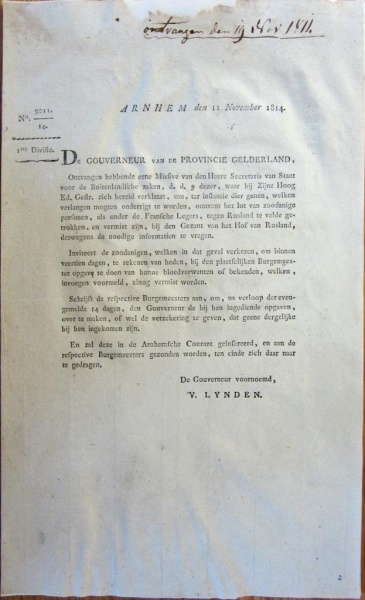 ontvangen den 19 Nov 1814.
ARNHEM den 11 November 1814.
No.
14.
1ste Divisie.
DE GOUVERNEUR VAN DE PROVINCIE GELDERLAND,
Ontvangen hebbende eene Missive van den Heere Secretaris van Staat
voor de Buitenlandsche zaken, d. d. 5 dezer, waar bij Zijne Hoog
Ed. Gestr. zich bereid verklaart, om, ter instantie dier genen, welken
verlangen mogten onderrigt te worden, omtrent het lot van zoodanige
personen, als onder de Fransche Legers, tegen Rusland te velde ge-
trokken, en vermist zijn, bij den Gezant van het Hof van Rusland,
deswegens de noodige informatien te vragen.
Inviteert de zoodanigen, welken in dat geval verkeren, om binnen
veertien dagen, te rekenen van heden, bij den plaatselijken Burgemees-
ter opgave te doen van hunne bloedverwanten of bekenden, welken,
invoegen voormeld, alnog vermist worden.
Schrijft de respective Burgemeesters aan, om, na verloop der even-
gemelde 14 dagen, den Gouverneur de bij hen ingediende opgaven,
over te maken, of wel de verzekering te geven, dat geene dergelijke
bij hen ingekomen zijn.
En zal deze in de Arnhemsche Courant geïnsereerd, en aan de
respective Burgemeesters gezonden worden, ten einde zich daar naar
te gedragen.
De Gouverneur voornoemd,
V. LYNDEN.
2